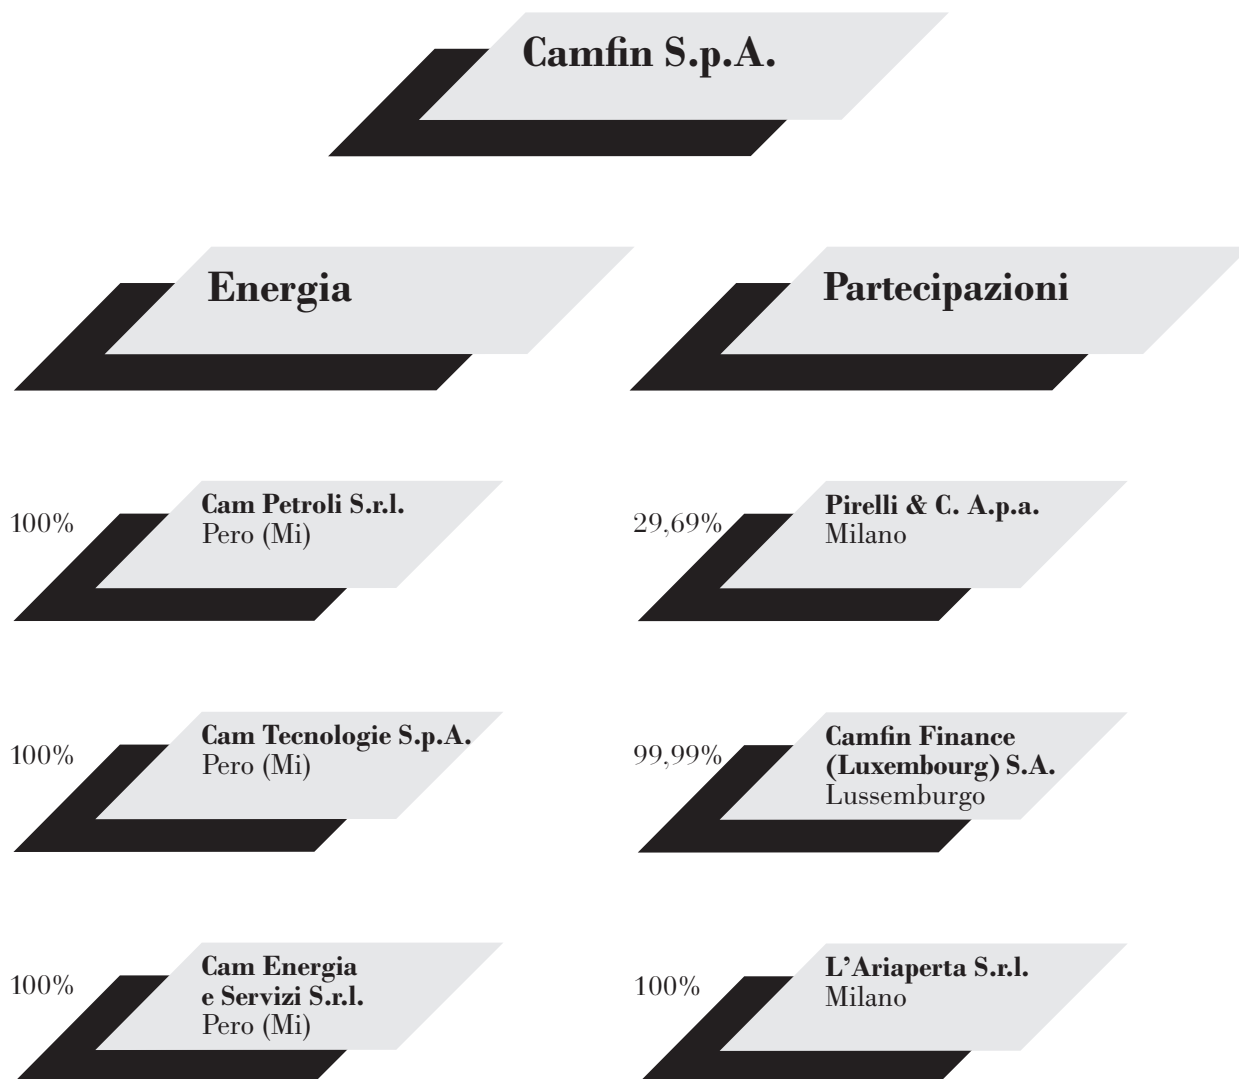 Camfin S.p.A.
Energia
Partecipazioni
100%
Cam Petroli S.r.l.
Pero (Mi)
29,69%
Pirelli & C. A.p.a.
Milano
100%
Cam Tecnologie S.p.A.
Pero (Mi)
99,99%
Camfin Finance
(Luxembourg) S.A.
Lussemburgo
100%
Cam Energia
e Servizi S.r.l.
Pero (Mi)
100%
L’Ariaperta S.r.l.
Milano